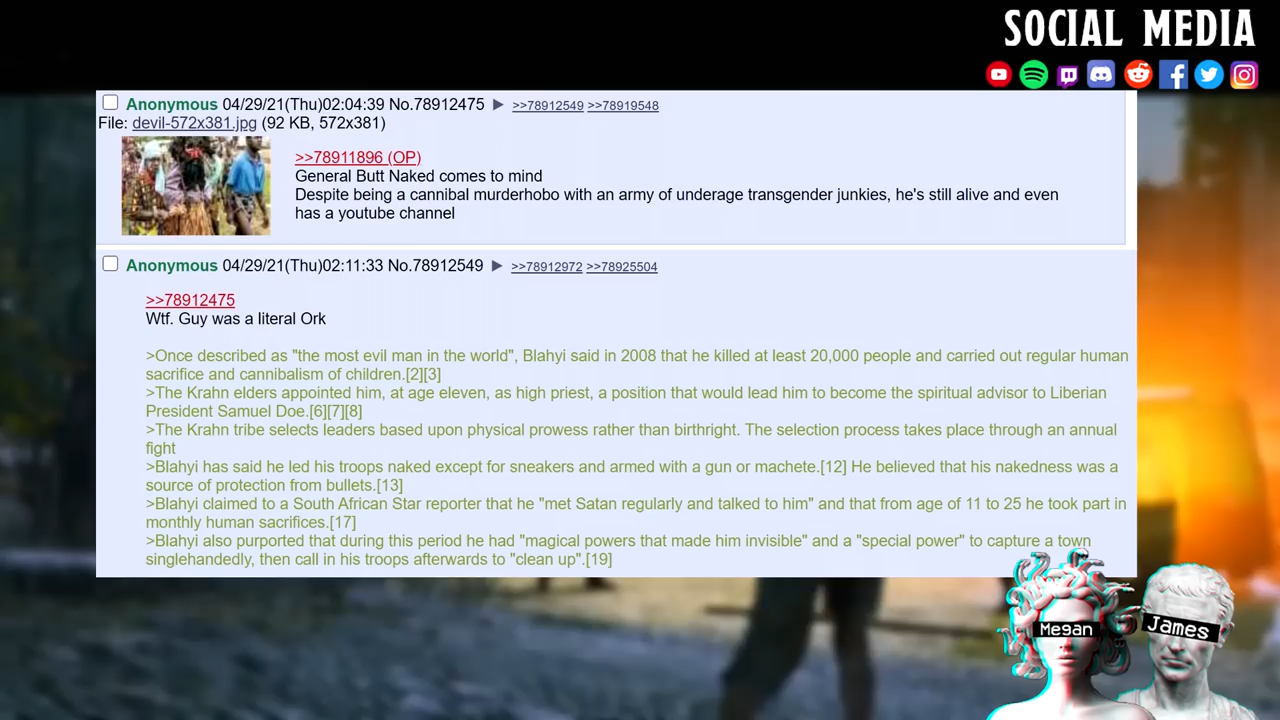 SOCIAL MEDIA
Anonymous 04/29/21(Thu)02:04:39 No.78912475 ▶ >>78912549 >>78919548
File: devil-572x381.jpg (92 KB, 572x381)
>>78911896 (OP)
General Butt Naked comes to mind
Despite being a cannibal murderhobo with an army of underage transgender junkies, he's still alive and even
has a youtube channel
Anonymous 04/29/21(Thu)02:11:33 No.78912549 ▶ >>78912972 >>78925504
>>78912475
Wtf. Guy was a literal Ork
>Once described as "the most evil man in the world", Blahyi said in 2008 that he killed at least 20,000 people and carried out regular human
sacrifice and cannibalism of children.[2][3]
>The Krahn elders appointed him, at age eleven, as high priest, a position that would lead him to become the spiritual advisor to Liberian
President Samuel Doe.[6][7][8]
>The Krahn tribe selects leaders based upon physical prowess rather than birthright. The selection process takes place through an annual
fight
>Blahyi has said he led his troops naked except for sneakers and armed with a gun or machete.[12] He believed that his nakedness was a
source of protection from bullets.[13]
>Blahyi claimed to a South African Star reporter that he "met Satan regularly and talked to him" and that from age of 11 to 25 he took part in
monthly human sacrifices.[17]
>Blahyi also purported that during this period he had "magical powers that made him invisible" and a "special power" to capture a town
singlehandedly, then call in his troops afterwards to "clean up".[19]
Megan
James